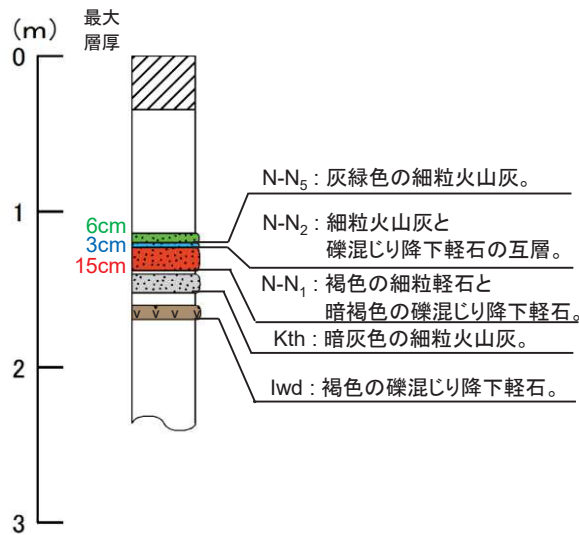 (m)
最大
層厚
0
1
2
3
6cm
3cm
15cm
N-N5 : 灰緑色の細粒火山灰。
N-N2 : 細粒火山灰と
礫混じり降下軽石の互層。
N-N1 : 褐色の細粒軽石と
暗褐色の礫混じり降下軽石。
Kth : 暗灰色の細粒火山灰。
Iwd : 褐色の礫混じり降下軽石。